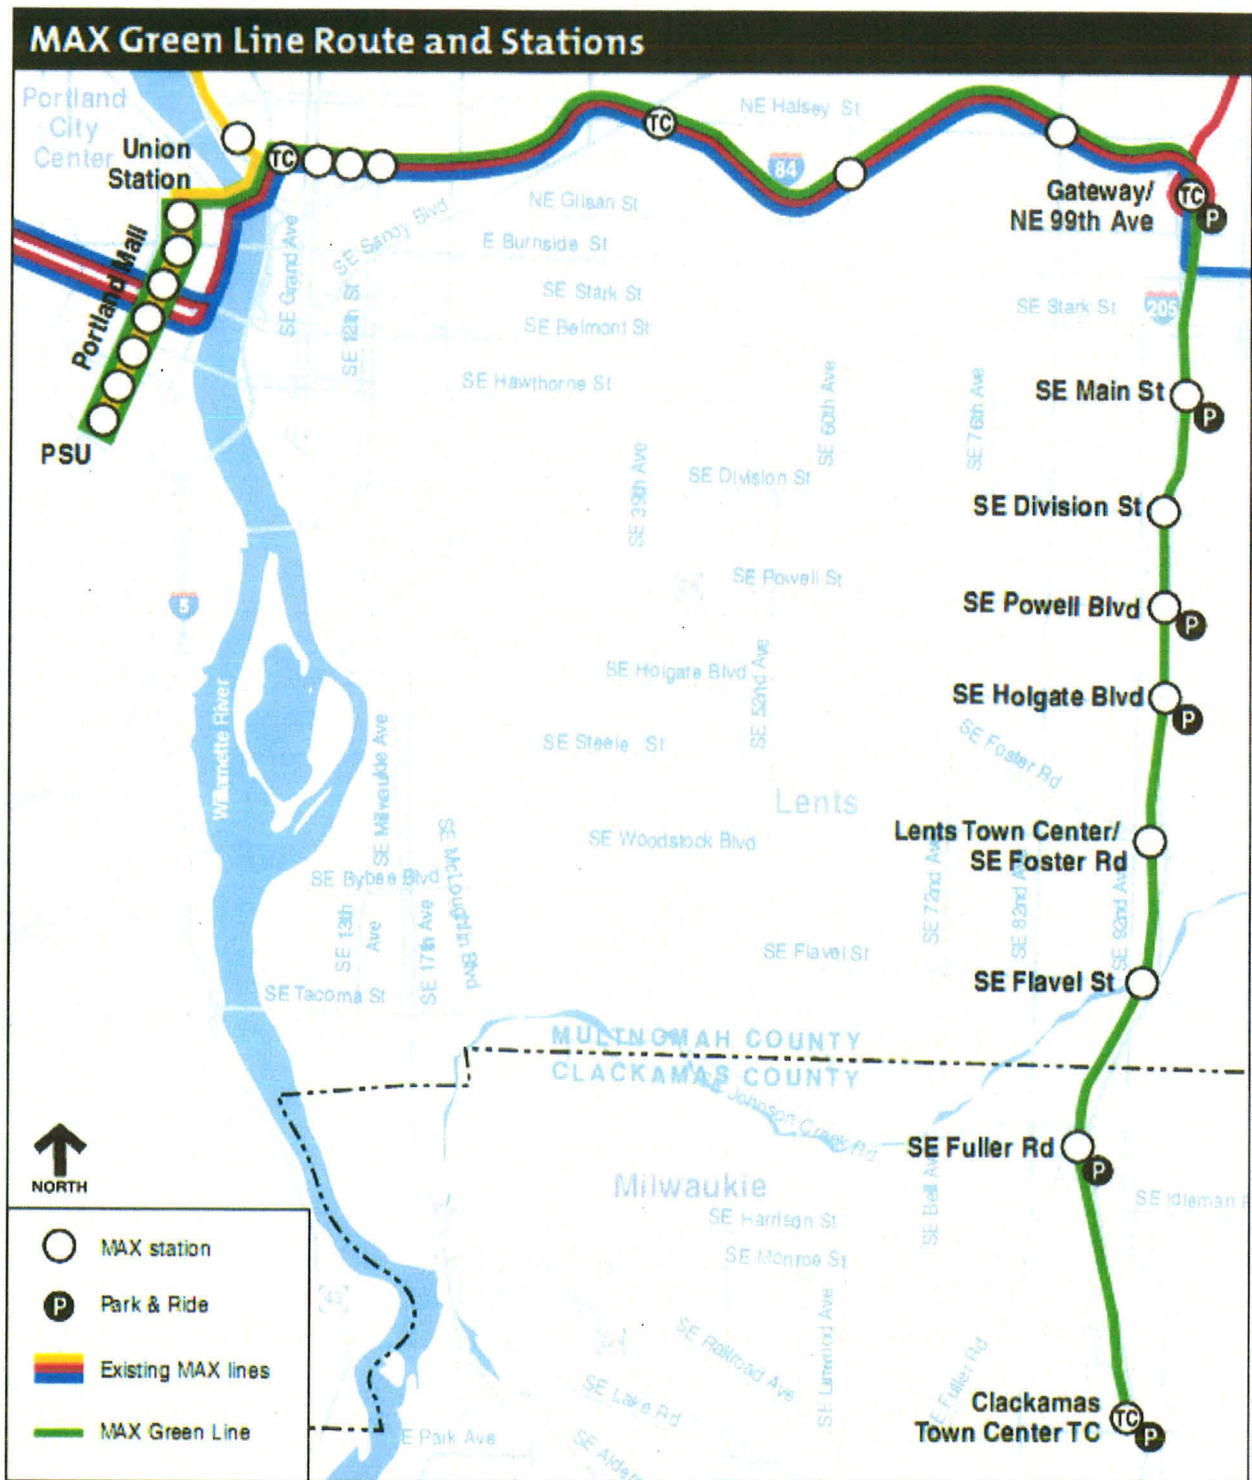 MAX Green Line Route and Stations
Portland
City
Center
Union
Station
TC
TC
NE Halsey St
84
Gateway/
NE 99th Ave
TC
P
NE Glisan St
SE Sandy Blvd
E Burnside St
SE Grand Ave
SE 12th St
SE Stark St
SE Stark St
205
SE Belmont St
Portland Mall
SE Hawthorne St
SE 60th Ave
SE 76th Ave
SE Main St
P
PSU
SE 39th Ave
SE Division St
SE Division St
SE Powell St
SE Powell Blvd
P
5
SE Holgate Blvd
SE 52nd Ave
SE Holgate Blvd
P
Willamette River
SE Milwaukie Ave
SE Steele St
SE Foster Rd
Lents
SE Woodstock Blvd
Lents Town Center/
SE Foster Rd
SE Bybee Blvd
SE McLoughlin Blvd
SE 13th
Ave
SE 17th Ave
SE 72nd Ave
SE 82nd Ave
SE 92nd Ave
SE Flavel St
SE Flavel St
SE Tacoma St
MULTNOMAH COUNTY
CLACKAMAS COUNTY
SE Johnson Creek Rd
SE Fuller Rd
P
NORTH
Milwaukie
SE Bell Ave
SE Idleman
SE Harrison St
SE Monroe St
MAX station
P
Park & Ride
43
SE Railroad Ave
SE Linwood Ave
SE Fuller Rd
Existing MAX lines
SE Lake Rd
Clackamas
Town Center TC
TC
P
MAX Green Line
E Park Ave
SE Alder